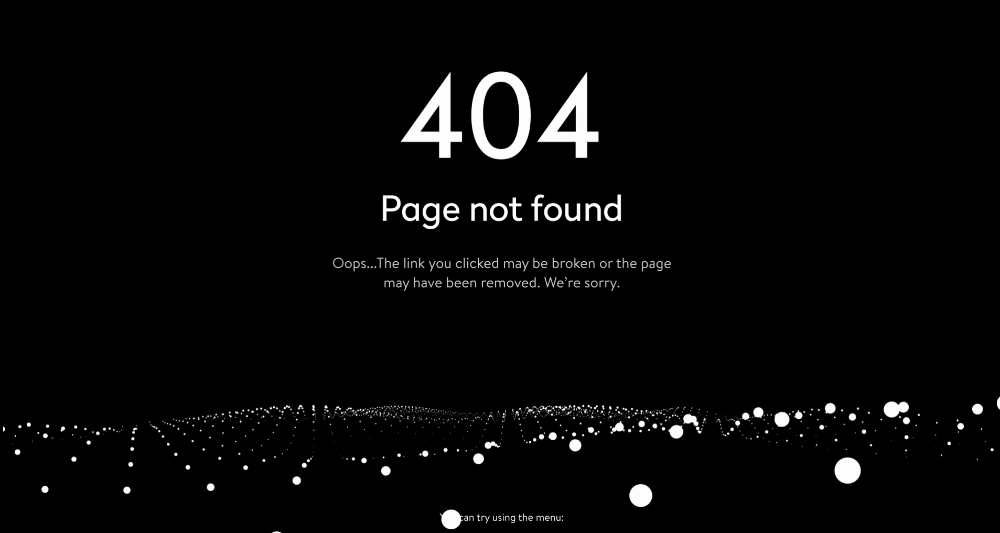 404
Page not found
Oops...The link you clicked may be broken or the page
may have been removed. We're sorry.
can try using the menu: